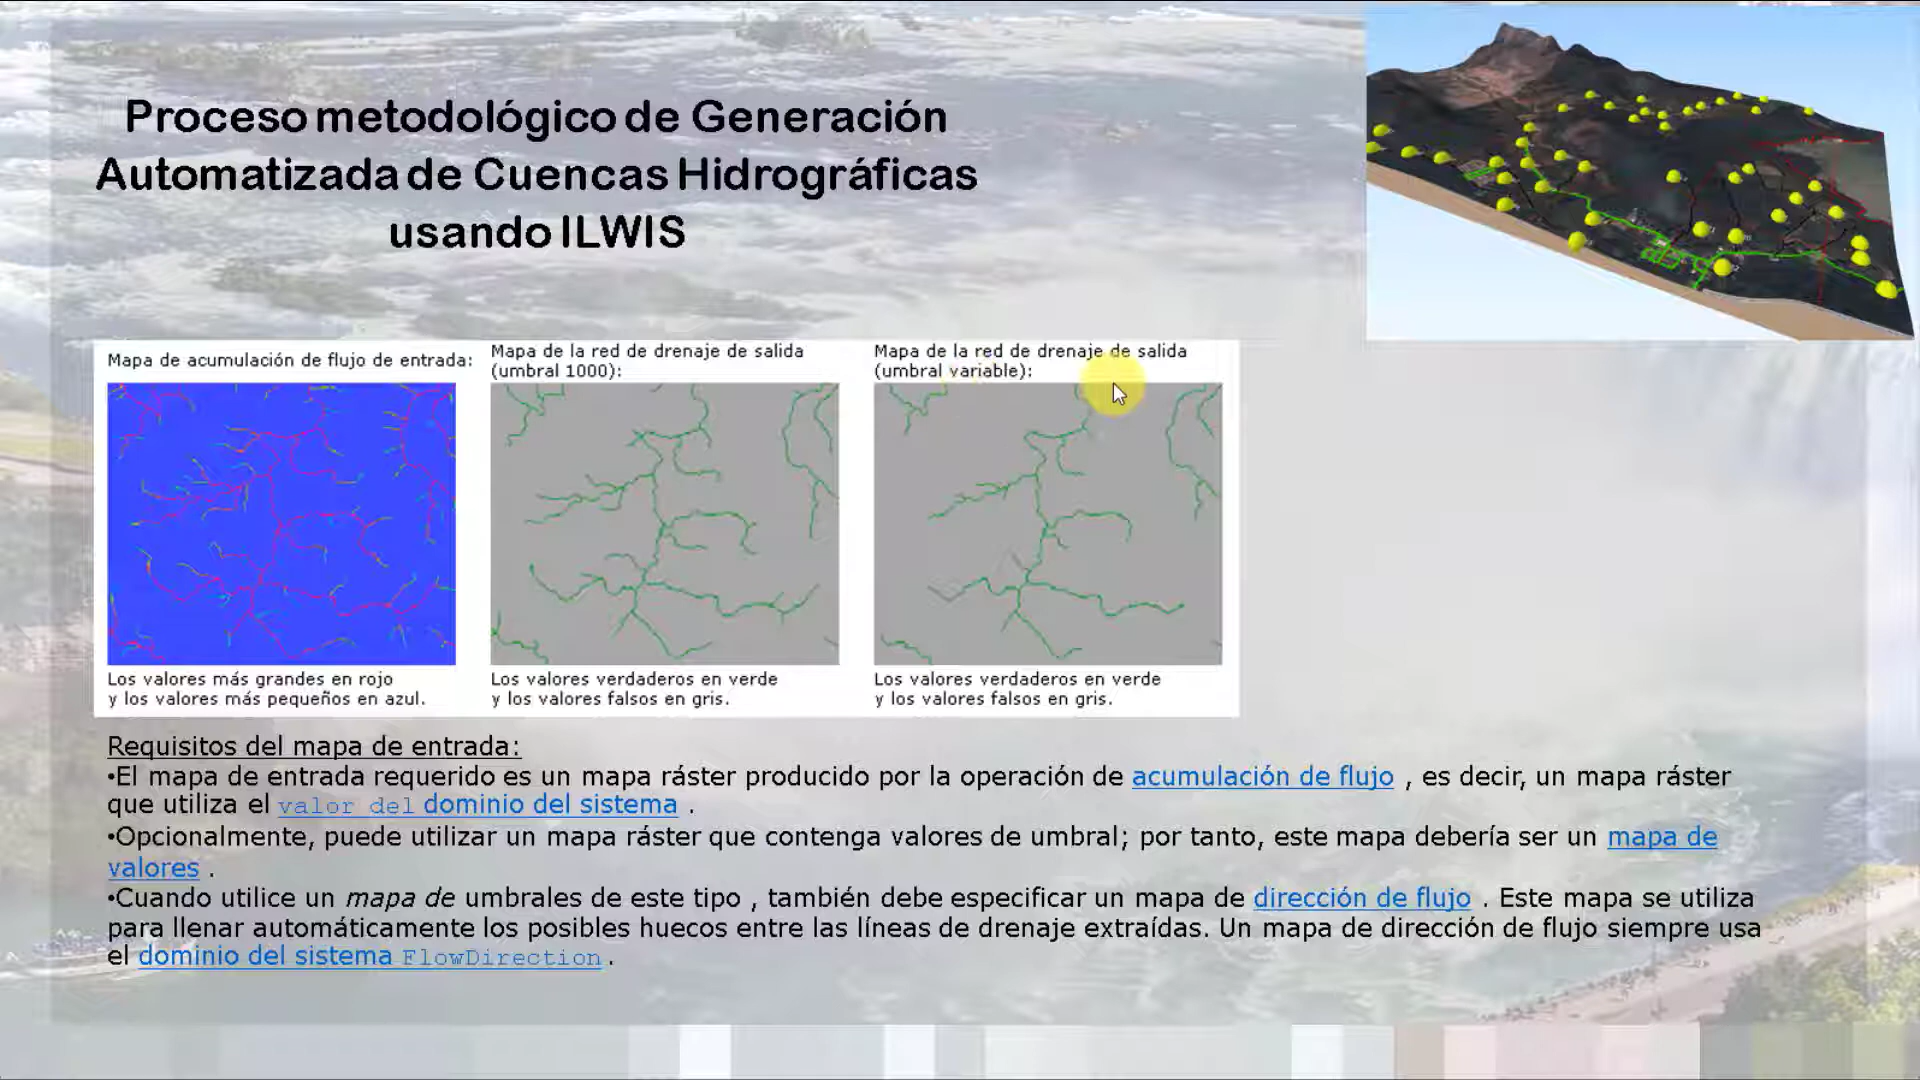 Proceso metodológico de Generación
Automatizada de Cuencas Hidrográficas
usando ILWIS
Mapa de acumulación de flujo de entrada:
Mapa de la red de drenaje de salida
(umbral 1000):
Mapa de la red de drenaje de salida
(umbral variable):
Los valores más grandes en rojo
y los valores más pequeños en azul.
Los valores verdaderos en verde
y los valores falsos en gris.
Los valores verdaderos en verde
y los valores falsos en gris.
Requisitos del mapa de entrada:
•El mapa de entrada requerido es un mapa ráster producido por la operación de acumulación de flujo , es decir, un mapa ráster
que utiliza el valor del dominio del sistema .
•Opcionalmente, puede utilizar un mapa ráster que contenga valores de umbral; por tanto, este mapa debería ser un mapa de
valores .
•Cuando utilice un mapa de umbrales de este tipo , también debe especificar un mapa de dirección de flujo . Este mapa se utiliza
para llenar automáticamente los posibles huecos entre las líneas de drenaje extraídas. Un mapa de dirección de flujo siempre usa
el dominio del sistema FlowDirection .